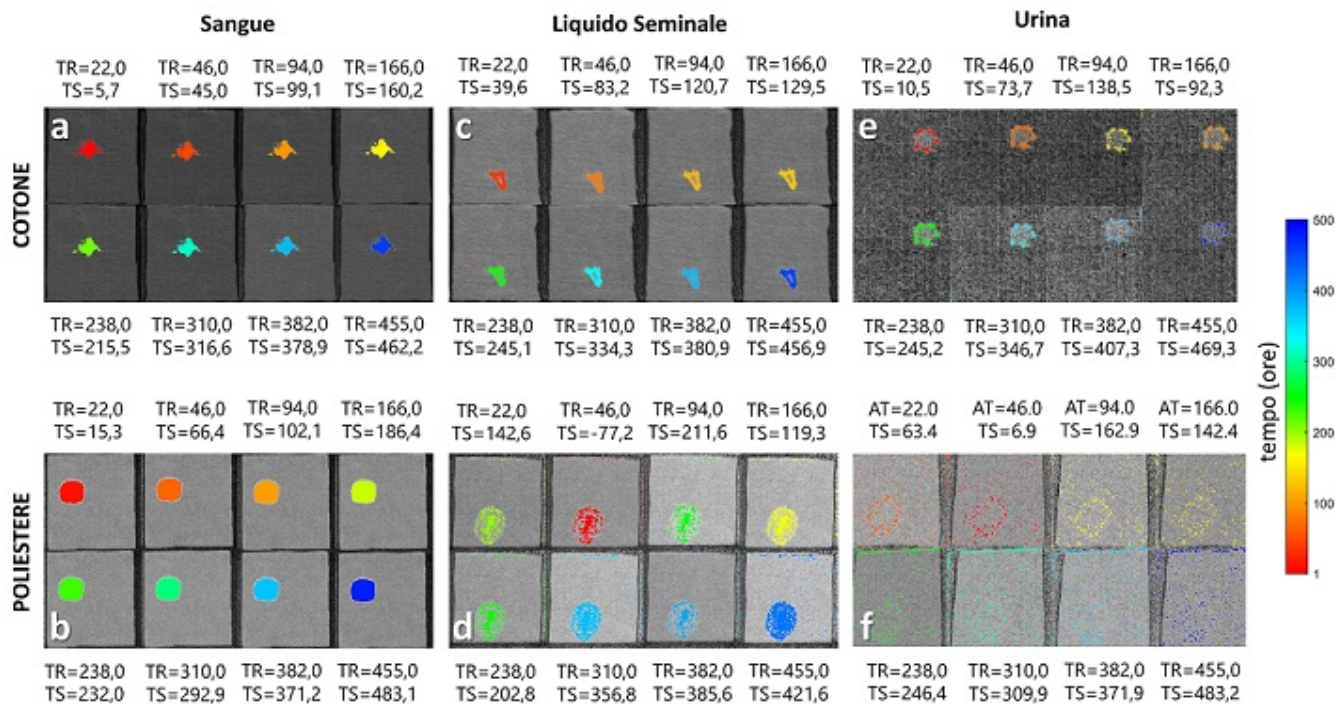 Sangue Liquido Seminale Urina
TR=22,0 TR=46,0 TR=94,0 TR=166,0 TR=22,0 TR=46,0 TR=94,0 TR=166,0 TR=22,0 TR=46,0 TR=94,0 TR=166,0
TS=5,7 TS=45,0 TS=99,1 TS=160,2 TS=39,6 TS=83,2 TS=120,7 TS=129,5 TS=10,5 TS=73,7 TS=138,5 TS=92,3
a c e
COTONE
TR=238,0 TR=310,0 TR=382,0 TR=455,0 TR=238,0 TR=310,0 TR=382,0 TR=455,0 TR=238,0 TR=310,0 TR=382,0 TR=455,0
TS=215,5 TS=316,6 TS=378,9 TS=462,2 TS=245,1 TS=334,3 TS=380,9 TS=456,9 TS=245,2 TS=346,7 TS=407,3 TS=469,3
TR=22,0 TR=46,0 TR=94,0 TR=166,0 TR=22,0 TR=46,0 TR=94,0 TR=166,0 AT=22.0 AT=46.0 AT=94.0 AT=166.0
TS=15,3 TS=66,4 TS=102,1 TS=186,4 TS=142,6 TS=-77,2 TS=211,6 TS=119,3 TS=63.4 TS=6.9 TS=162.9 TS=142.4
POLIESTERE
b d f
TR=238,0 TR=310,0 TR=382,0 TR=455,0 TR=238,0 TR=310,0 TR=382,0 TR=455,0 TR=238,0 TR=310,0 TR=382,0 TR=455,0
TS=232,0 TS=292,9 TS=371,2 TS=483,1 TS=202,8 TS=356,8 TS=385,6 TS=421,6 TS=246,4 TS=309,9 TS=371,9 TS=483,2
500
400
300
200
100
1
tempo (ore)